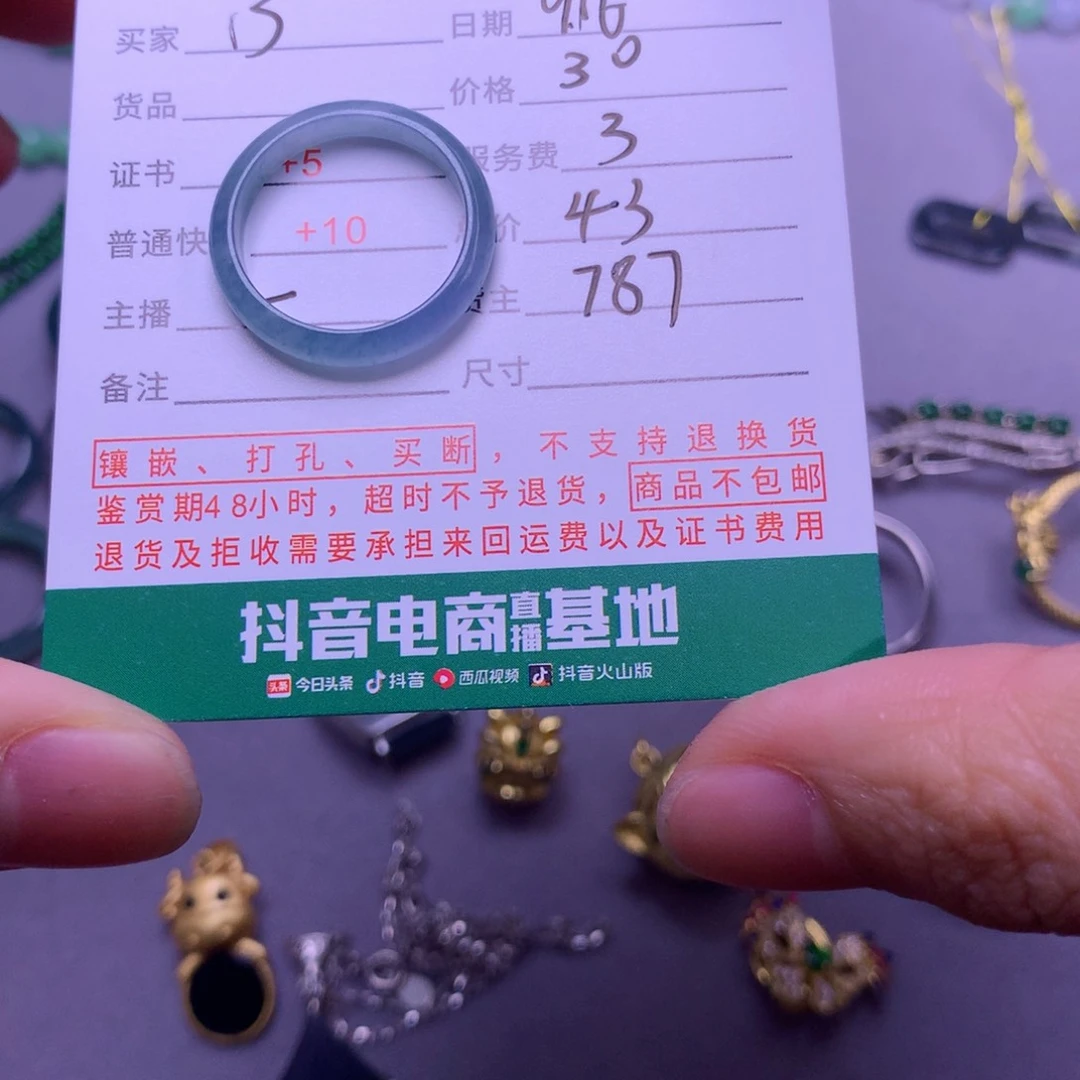 买家 13 日期 9.16
货品 价格 30
证书 +5 服务费 3
普通快 +10 价 43
主播 货主 787
备注 尺寸
镶嵌、打孔、买断，不支持退换货
鉴赏期48小时，超时不予退货，商品不包邮
退货及拒收需要承担来回运费以及证书费用
抖音电商直播基地
头条 今日头条 抖音 西瓜视频 抖音火山版